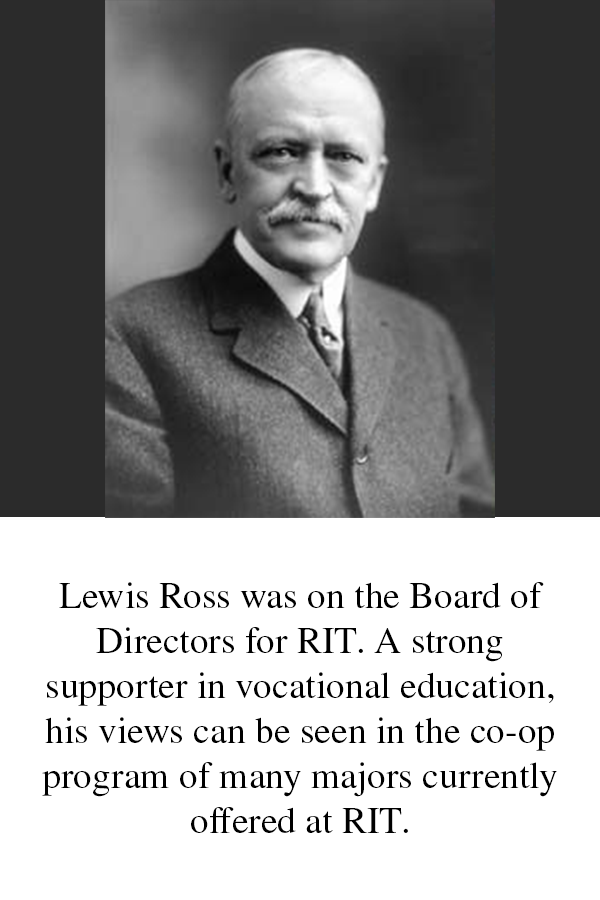 Lewis Ross was on the Board of
Directors for RIT. A strong
supporter in vocational education,
his views can be seen in the co-op
program of many majors currently
offered at RIT.